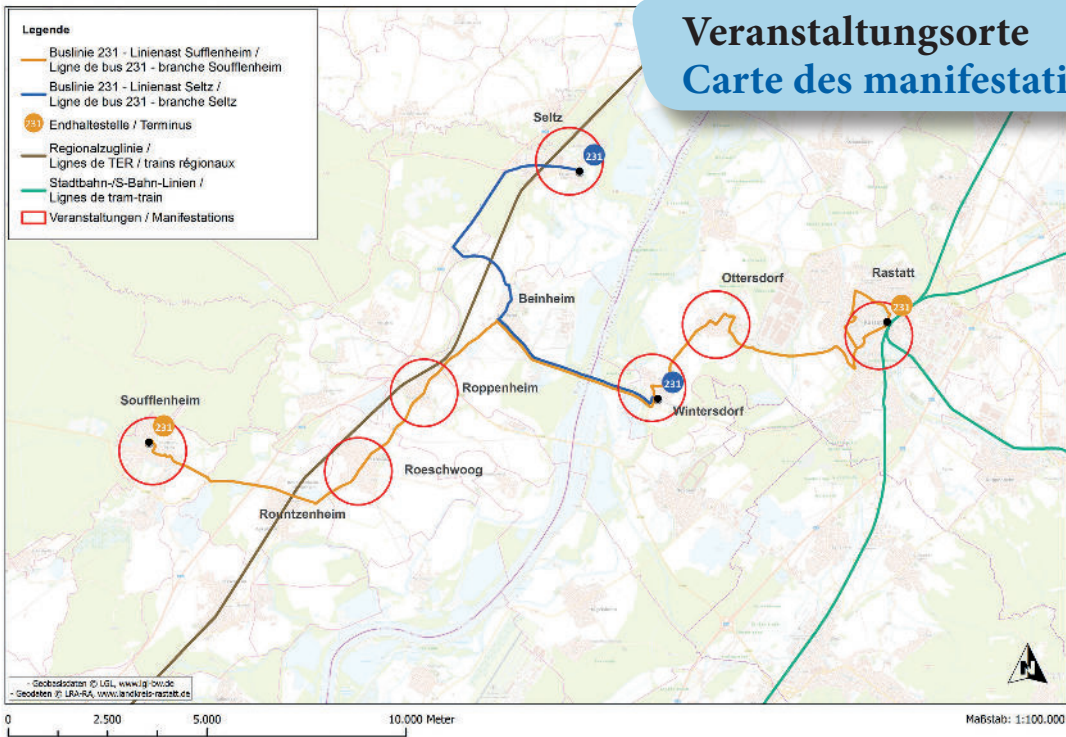 Veranstaltungsorte
Carte des manifestati
Legende
Buslinie 231 - Linienast Sufflenheim /
Ligne de bus 231 - branche Soufflenheim
Buslinie 231 - Linienast Seltz /
Ligne de bus 231 - branche Seltz
231 Endhaltestelle / Terminus
Regionalzuglinie /
Lignes de TER / trains régionaux
Stadtbahn-/S-Bahn-Linien /
Lignes de tram-train
Veranstaltungen / Manifestations
Seltz
231
Beinheim
Ottersdorf
Rastatt
231
Roppenheim
231
Wintersdorf
Soufflenheim
231
Roeschwoog
Rountzenheim
- Geobasisdaten © LGL, www.lgl-bw.de
- Geodaten © LRA-RA, www.landkreis-rastatt.de
N
0 2.500 5.000 10.000 Meter
Maßstab: 1:100.000